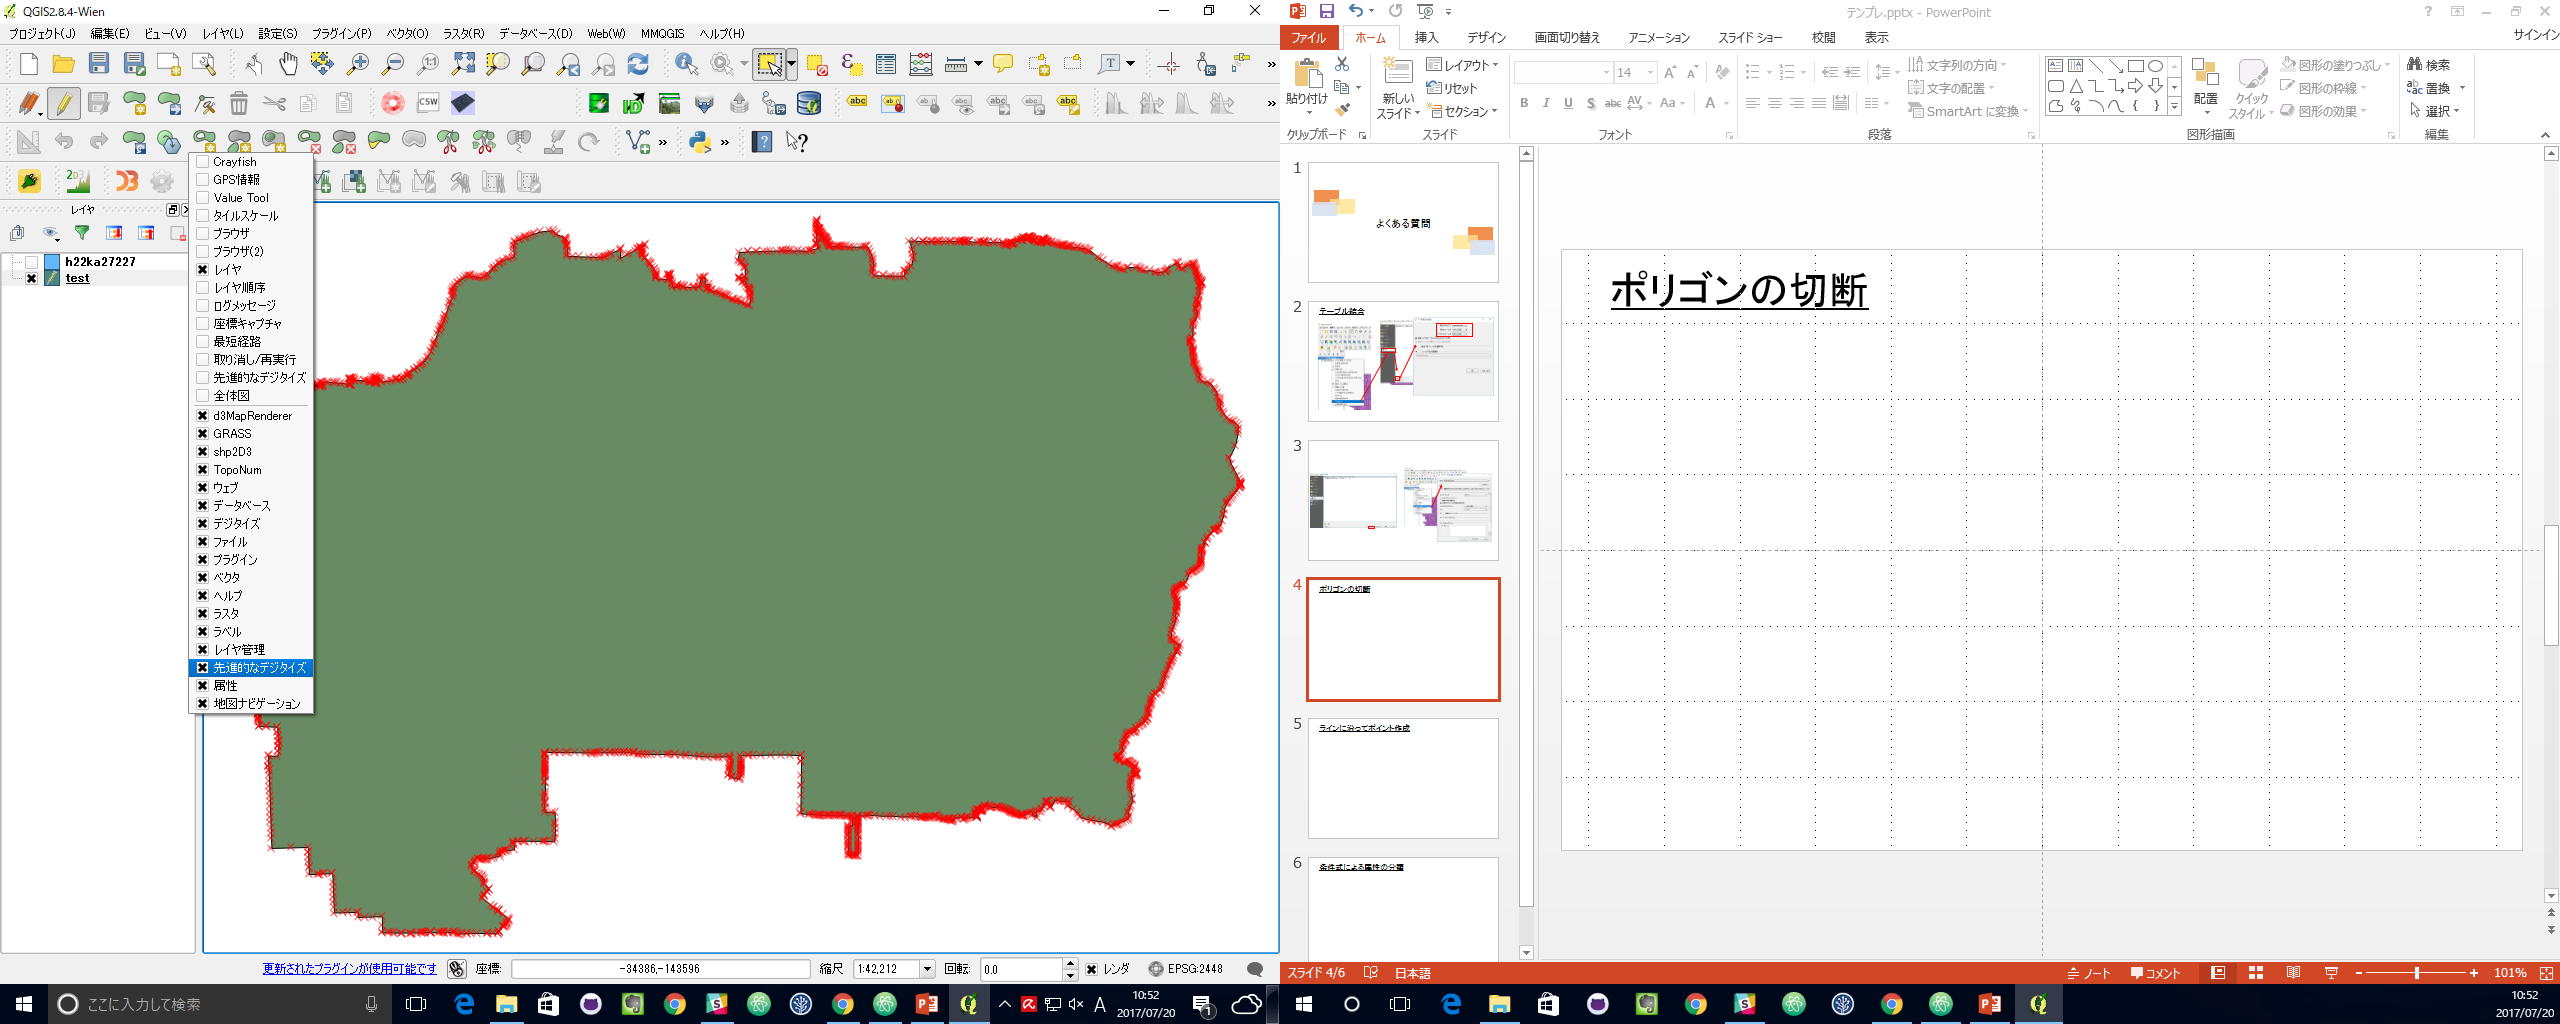 QGIS2.8.4-Wien
プロジェクト(J) 編集(E) ビュー(V) レイヤ(L) 設定(S) プラグイン(P) ベクタ(O) ラスタ(R) データベース(D) Web(W) MMQGIS ヘルプ(H)
Crayfish
GPS情報
Value Tool
タイルスケール
ブラウザ
ブラウザ(2)
レイヤ
レイヤ順序
ログメッセージ
座標キャプチャ
最短経路
取り消し/再実行
先進的なデジタイズ
全体図
d3MapRenderer
GRASS
shp2D3
TopoNum
ウェブ
データベース
デジタイズ
ファイル
プラグイン
ベクタ
ヘルプ
ラスタ
ラベル
レイヤ管理
先進的なデジタイズ
属性
地図ナビゲーション
レイヤ
h22ka27227
test
更新されたプラグインが使用可能です 座標: -34386,-143596 縮尺 1:42,212 回転: 0.0 レンダ EPSG:2448
ここに入力して検索
A
10:52
2017/07/20
テンプレ.pptx - PowerPoint
ファイル ホーム 挿入 デザイン 画面切り替え アニメーション スライド ショー 校閲 表示 サインイン
貼り付け
新しい
スライド
レイアウト
リセット
セクション
14
文字列の方向
文字の配置
SmartArt に変換
配置
クイック
スタイル
図形の塗りつぶし
図形の枠線
図形の効果
検索
置換
選択
クリップボード スライド フォント 段落 図形描画 編集
1
よくある質問
2
テーブル結合
3
4
ポリゴンの切断
5
ラインに沿ってポイント作成
6
条件式による属性の分類
ポリゴンの切断
スライド 4/6 日本語 ノート コメント 101%
10:52
2017/07/20